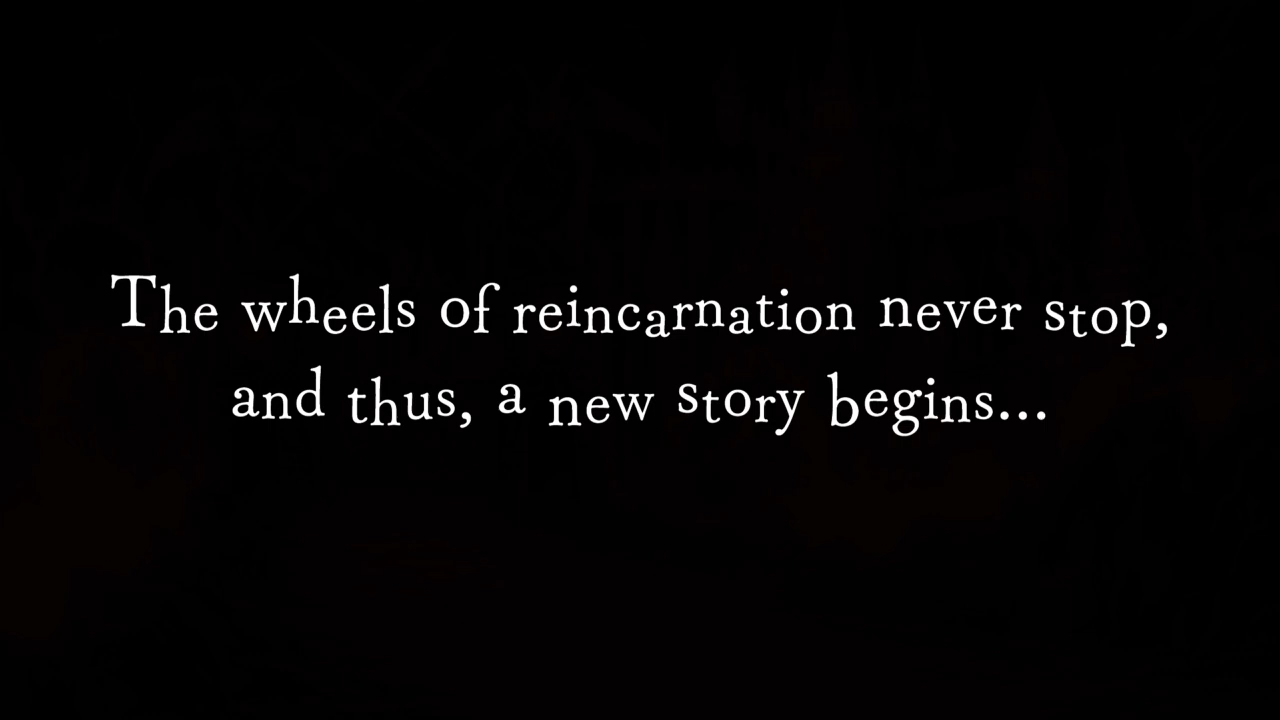 The wheels of reincarnation never stop,
and thus, a new story begins...